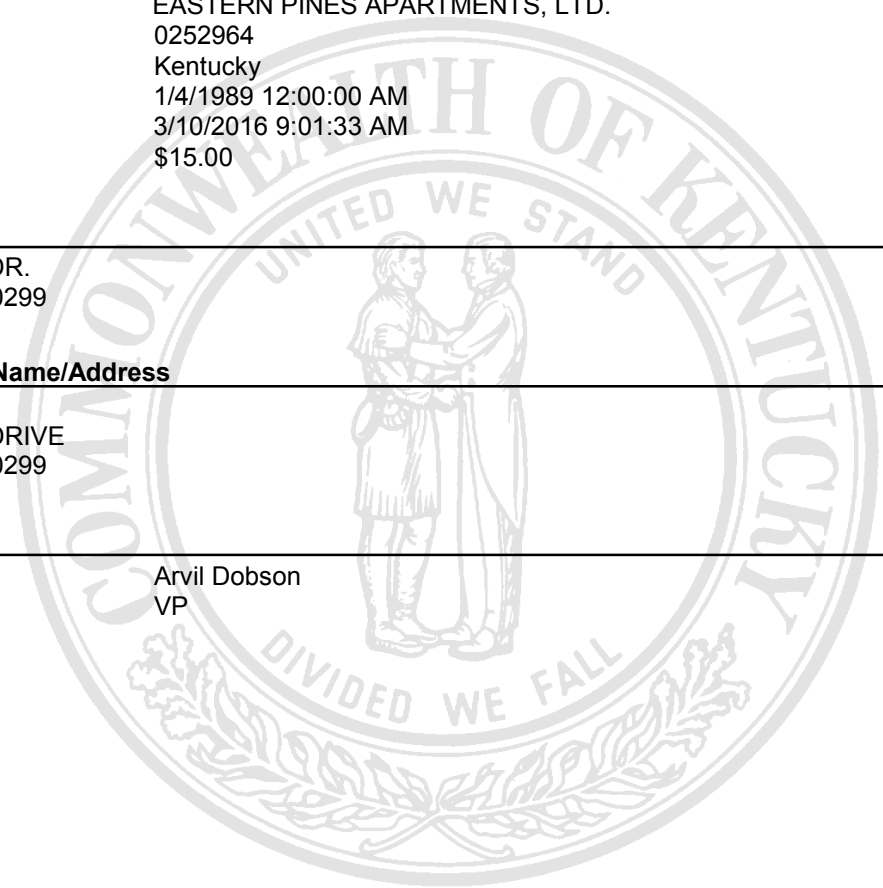 EASTERN PINES APARTMENTS, LTD.
0252964
Kentucky
1/4/1989 12:00:00 AM
3/10/2016 9:01:33 AM
$15.00
COMMONWEALTH OF KENTUCKY
UNITED WE STAND
DR.
0299
Name/Address
DRIVE
0299
Arvil Dobson
VP
DIVIDED WE FALL